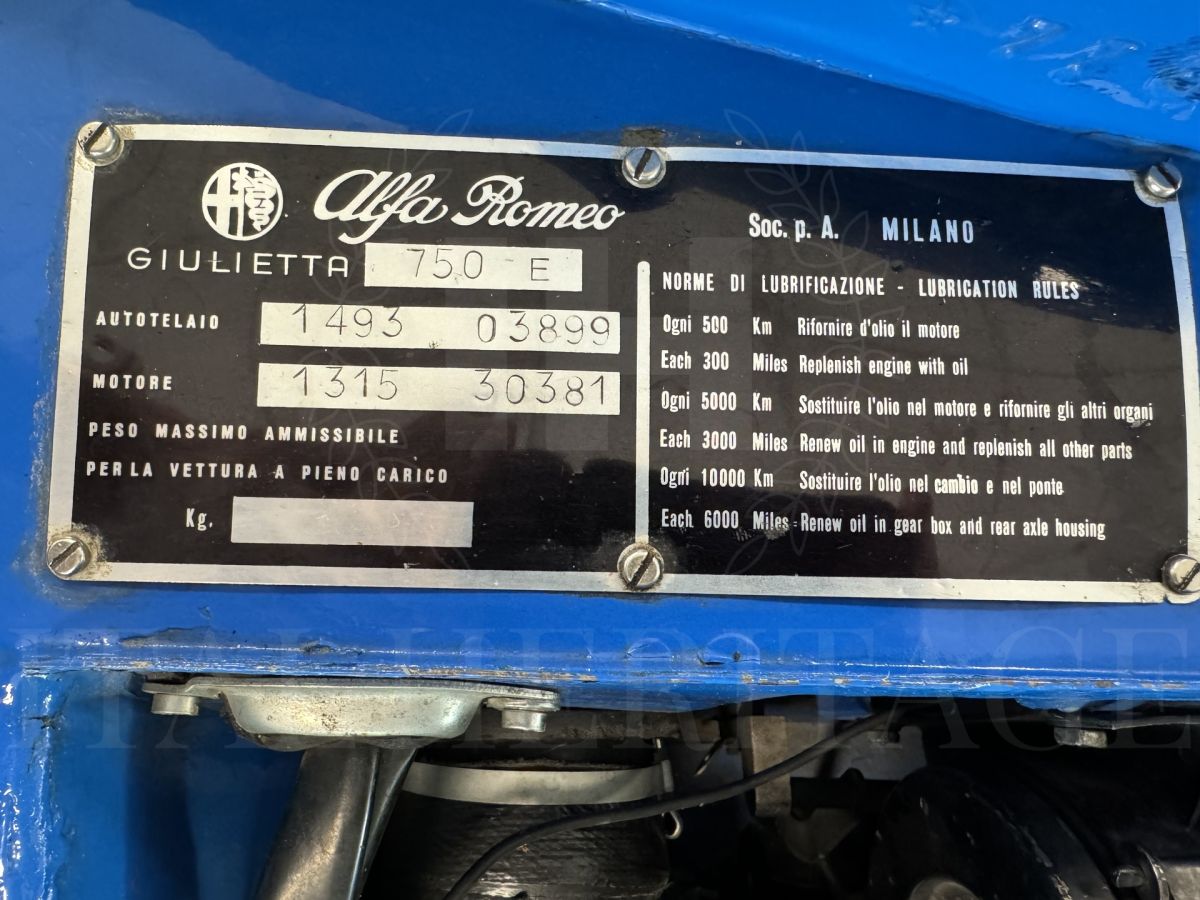 Alfa Romeo
GIULIETTA 750 E
AUTOTELAIO 1493 03899
MOTORE 1315 30381
PESO MASSIMO AMMISSIBILE
PER LA VETTURA A PIENO CARICO
Kg.
Soc. p. A. MILANO
NORME DI LUBRIFICAZIONE - LUBRICATION RULES
Ogni 500 Km Rifornire d'olio il motore
Each 300 Miles Replenish engine with oil
Ogni 5000 Km Sostituire l'olio nel motore e rifornire gli altri organi
Each 3000 Miles Renew oil in engine and replenish all other parts
Ogni 10000 Km Sostituire l'olio nel cambio e nel ponte
Each 6000 Miles Renew oil in gear box and rear axle housing
ITAL HERITAGE